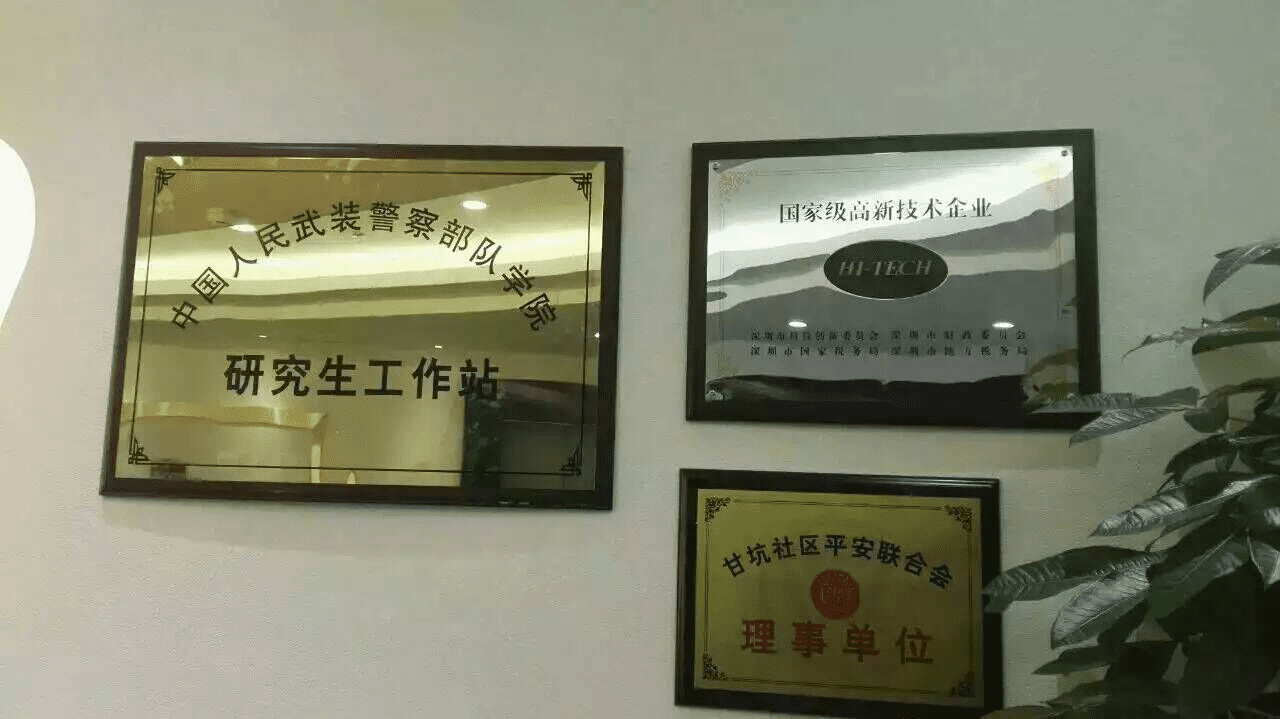 中国人民武装警察部队学院
研究生工作站
国家级高新技术企业
HI-TECH
深圳市科技创新委员会 深圳市财政委员会
深圳市国家税务局 深圳市地方税务局
甘坑社区平安联合会
理事单位